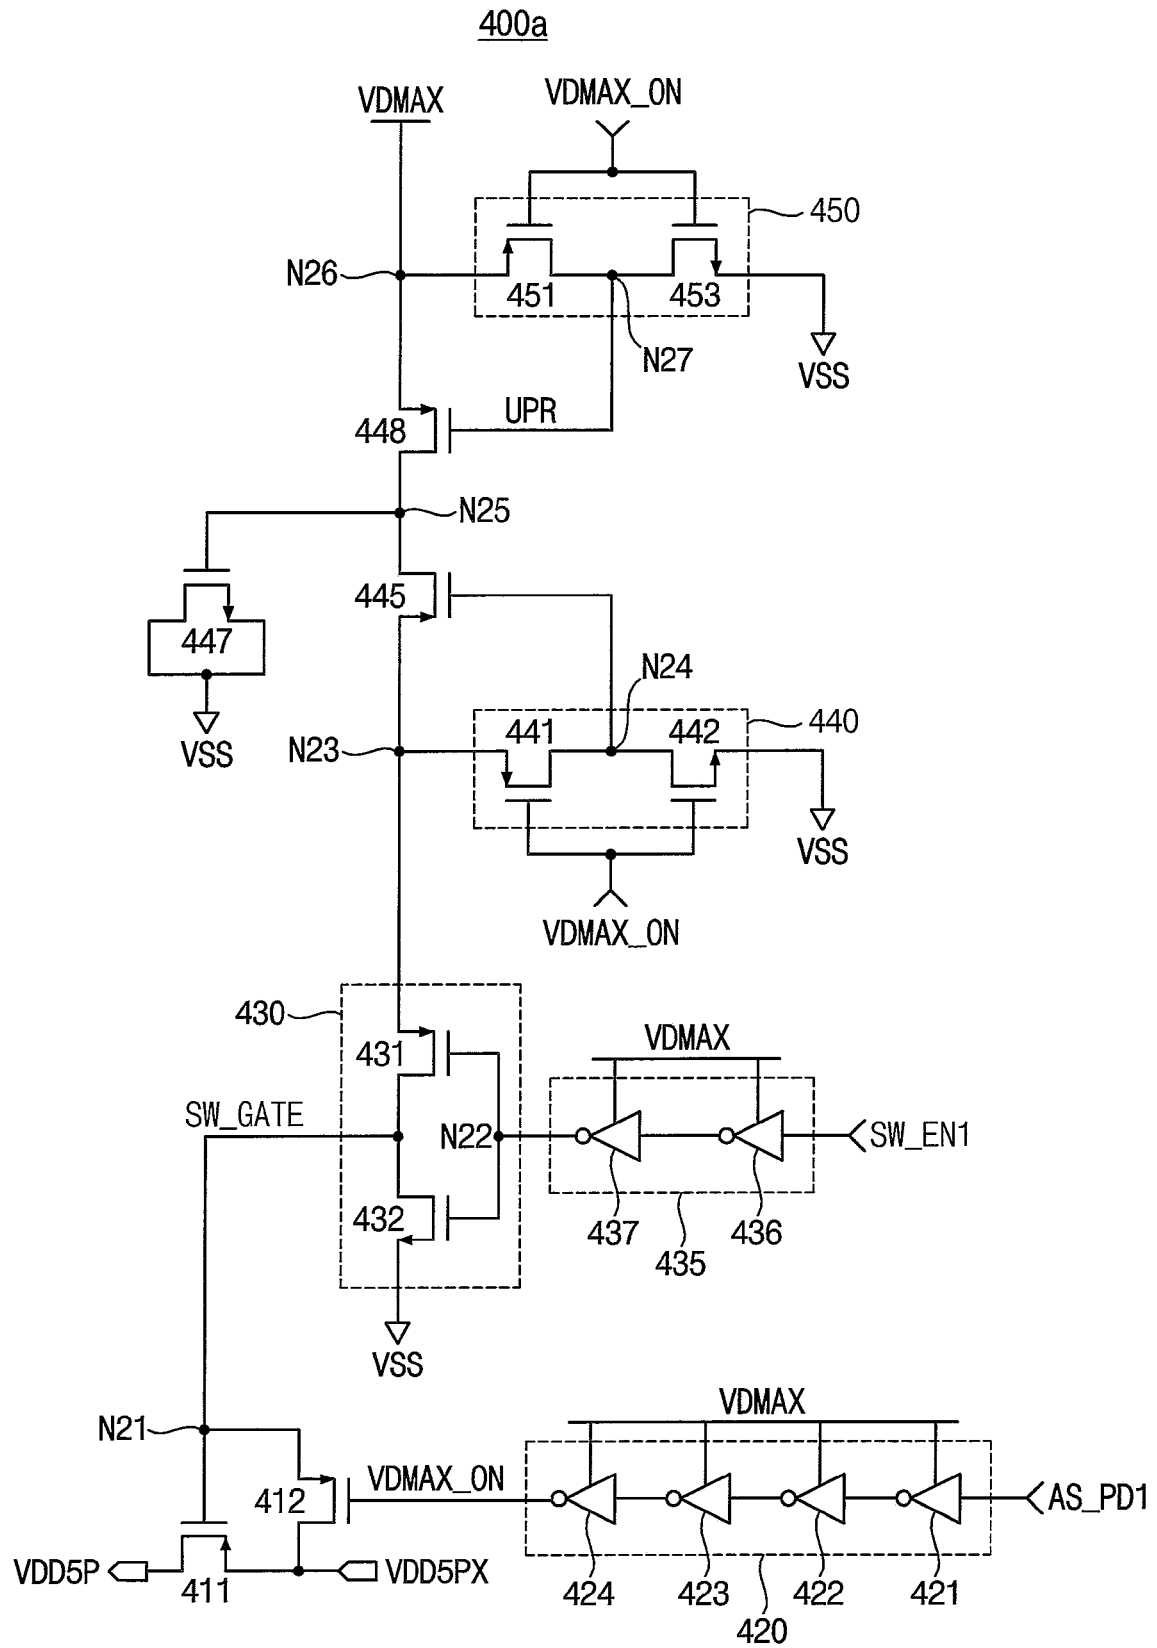 400a
VDMAX
VDMAX_ON
450
N26
451
453
N27
VSS
UPR
448
N25
445
447
N24
VSS
441
442
440
N23
VSS
VDMAX_ON
430
431
VDMAX
SW_GATE
N22
SW_EN1
432
437
436
435
VSS
VDMAX
N21
412
VDMAX_ON
AS_PD1
VDD5P
411
VDD5PX
424
423
422
421
420